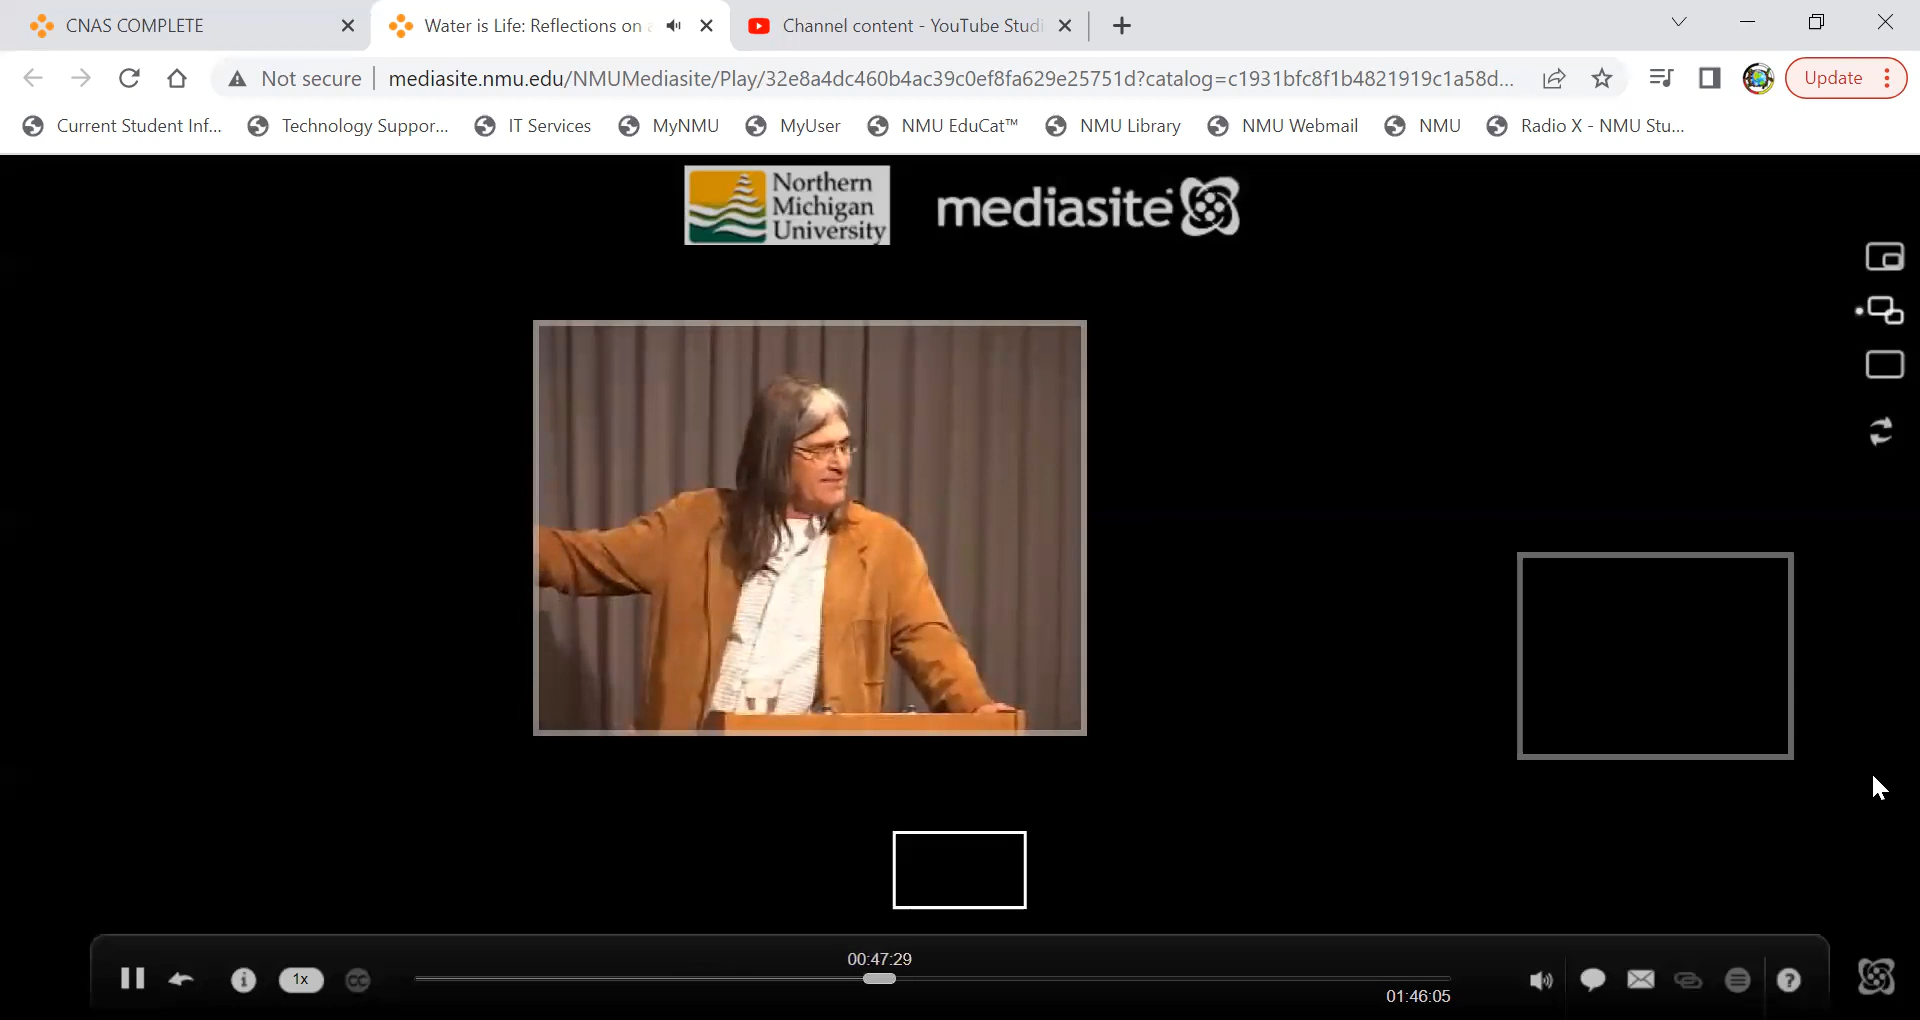 CNAS COMPLETE
Water is Life: Reflections on a
Channel content - YouTube Studi
Not secure
mediasite.nmu.edu/NMUMediasite/Play/32e8a4dc460b4ac39c0ef8fa629e25751d?catalog=c1931bfc8f1b4821919c1a58d...
Update
Current Student Inf...
Technology Suppor...
IT Services
MyNMU
MyUser
NMU EduCat™
NMU Library
NMU Webmail
NMU
Radio X - NMU Stu...
Northern
Michigan
University
mediasite
00:47:29
1x
CC
01:46:05